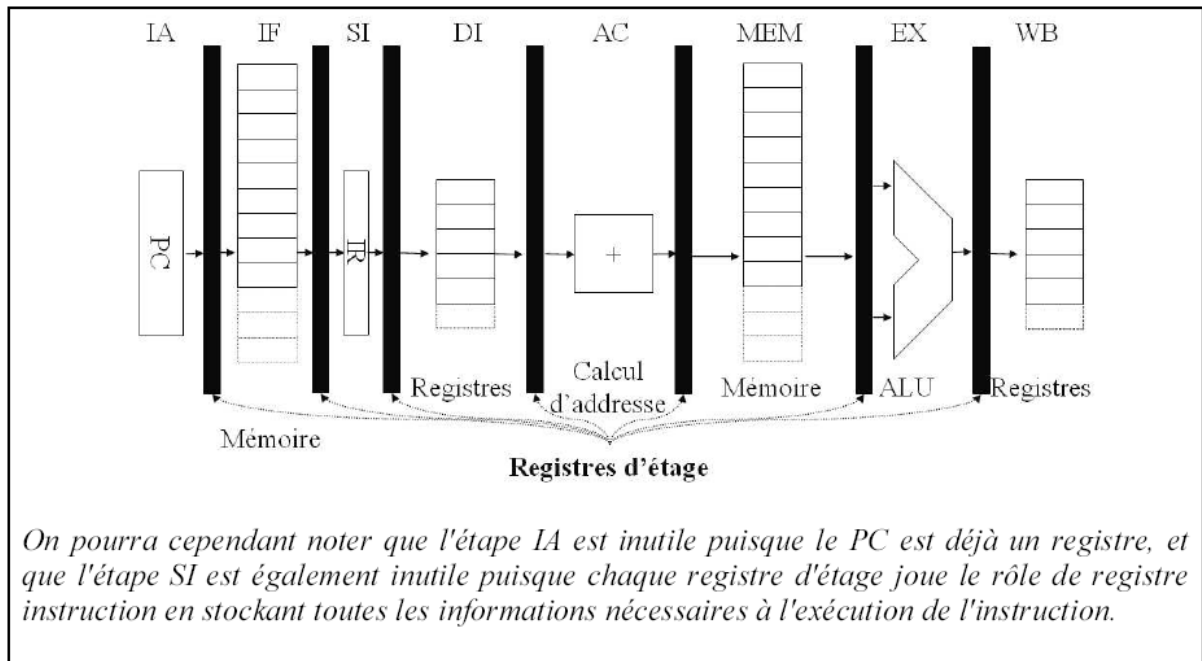 IA IF SI DI AC MEM EX WB
PC
IR
+
Registres
Calcul
d'addresse
Mémoire
ALU
Registres
Mémoire
Registres d'étage
On pourra cependant noter que l'étape IA est inutile puisque le PC est déjà un registre, et
que l'étape SI est également inutile puisque chaque registre d'étage joue le rôle de registre
instruction en stockant toutes les informations nécessaires à l'exécution de l'instruction.